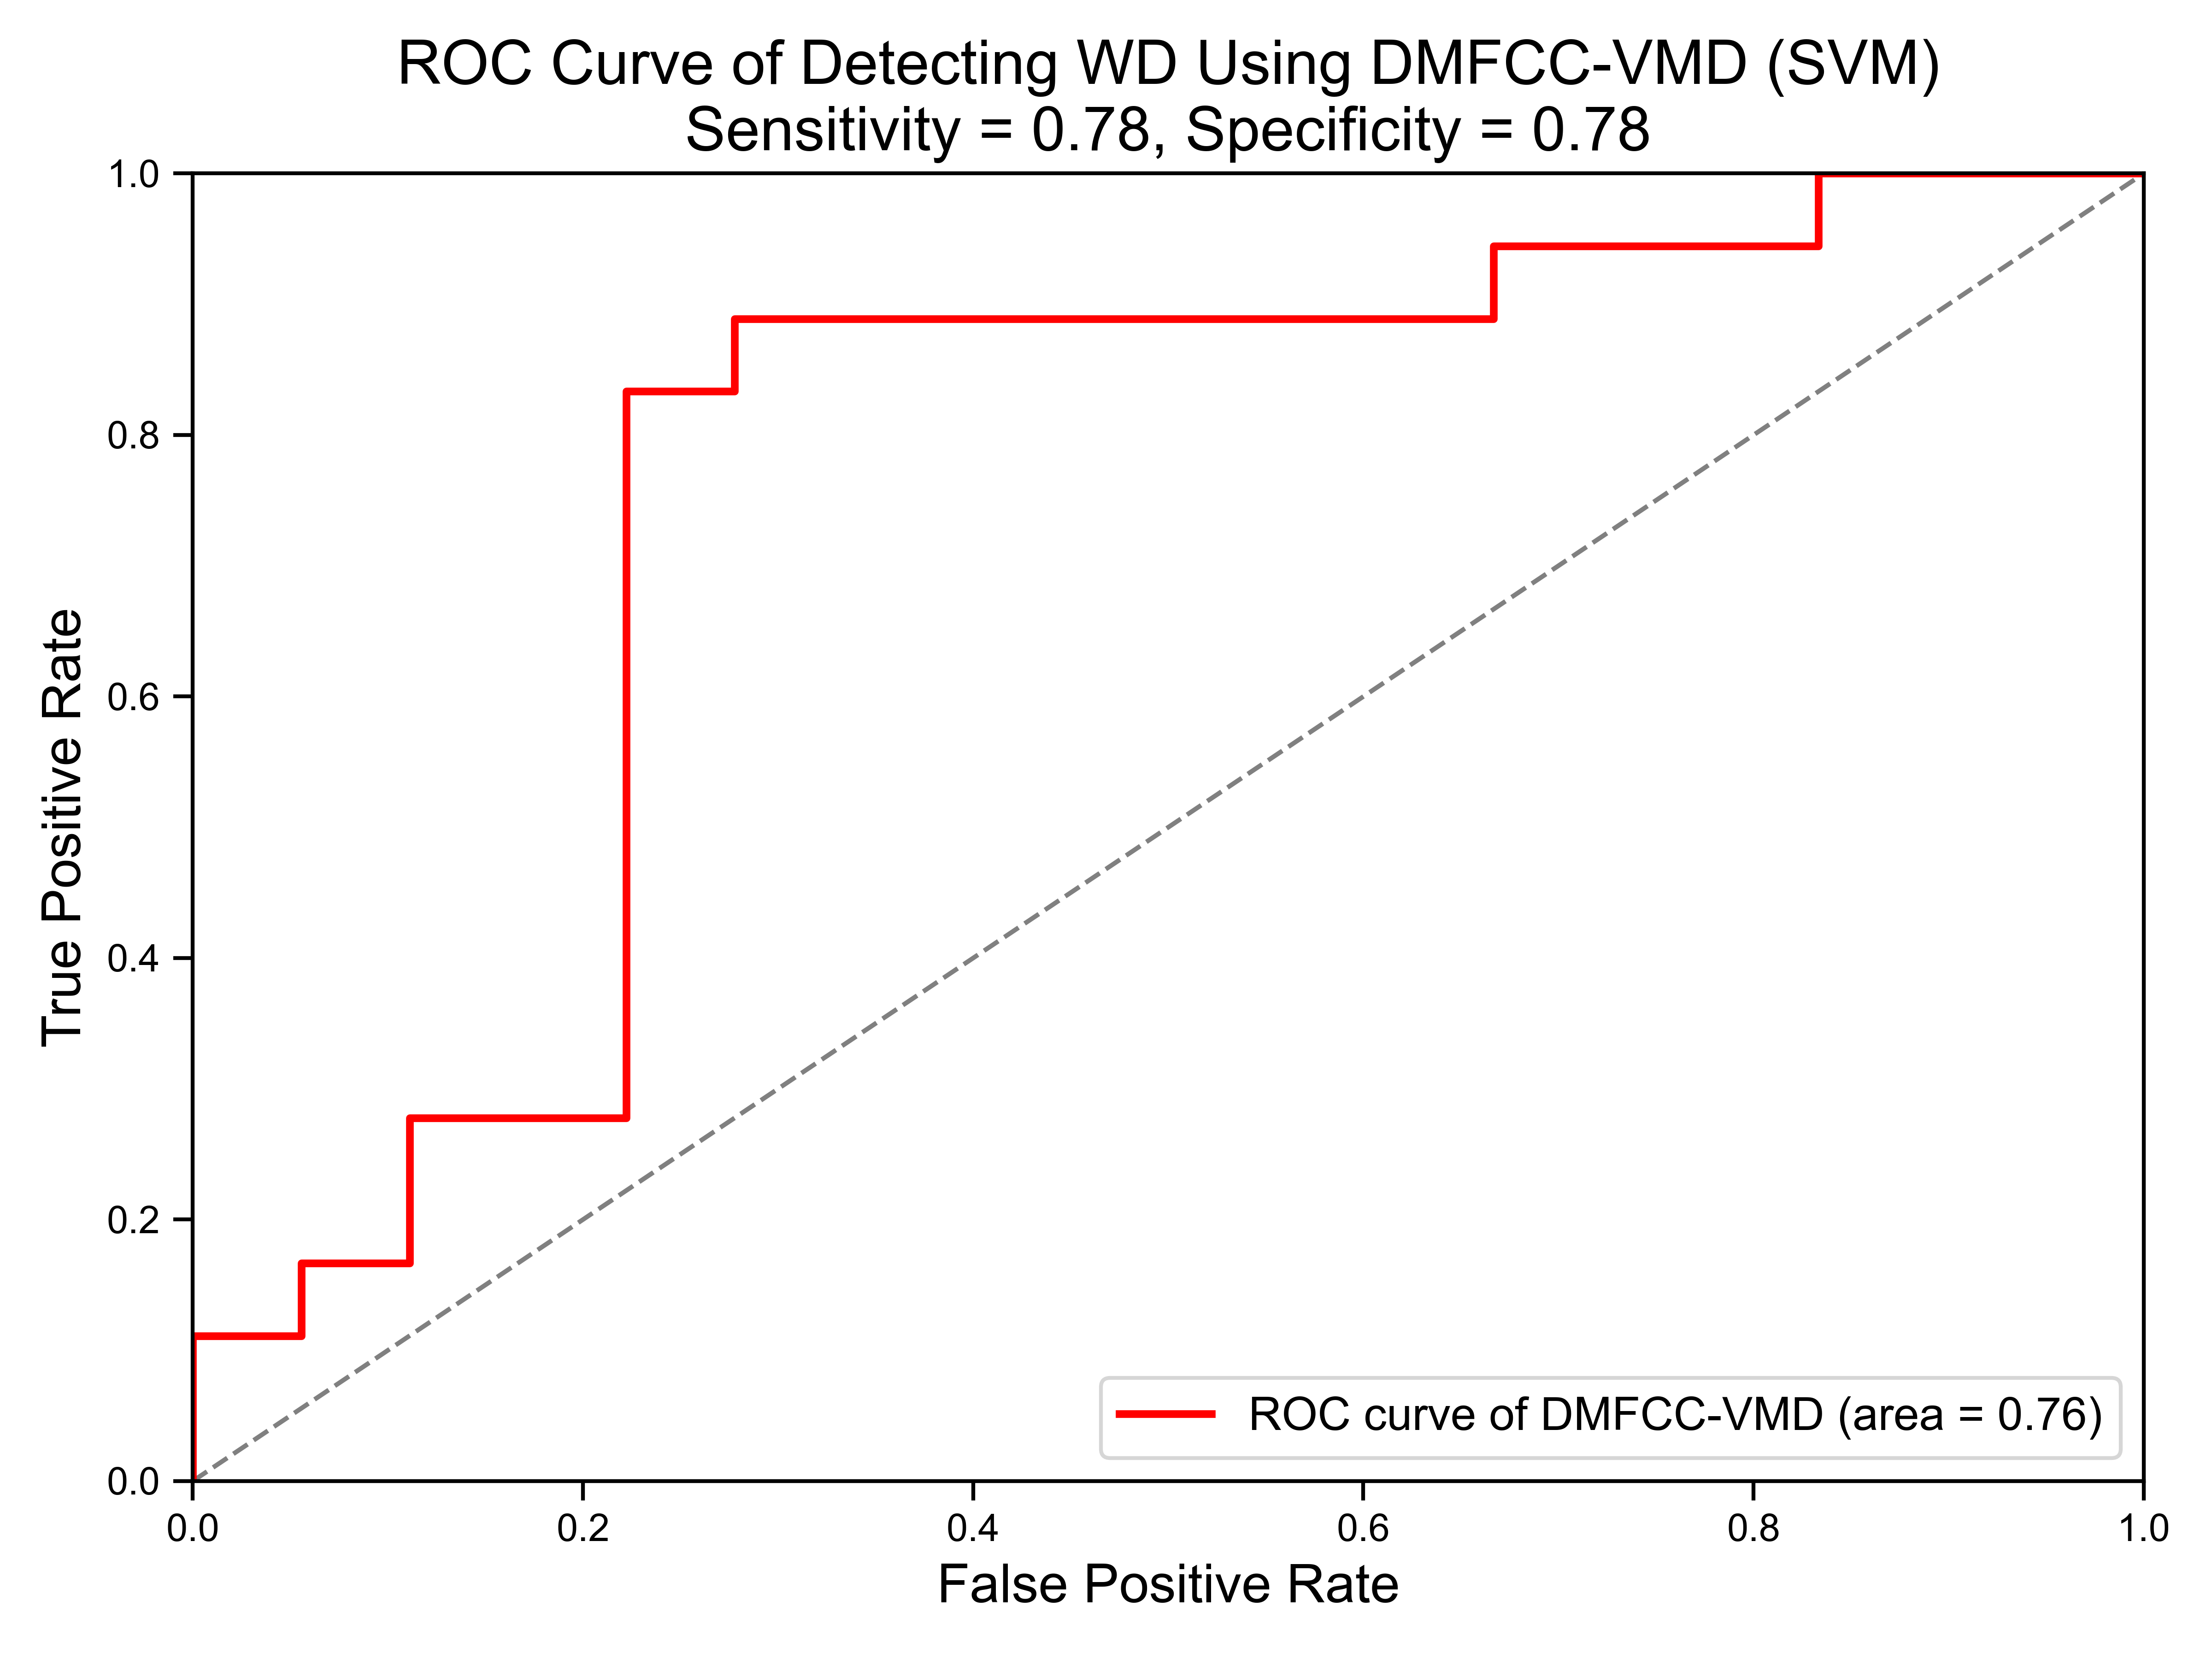 ROC Curve of Detecting WD Using DMFCC-VMD (SVM)
Sensitivity = 0.78, Specificity = 0.78
1.0
0.8
0.6
0.4
0.2
0.0
True Positive Rate
ROC curve of DMFCC-VMD (area = 0.76)
0.0 0.2 0.4 0.6 0.8 1.0
False Positive Rate